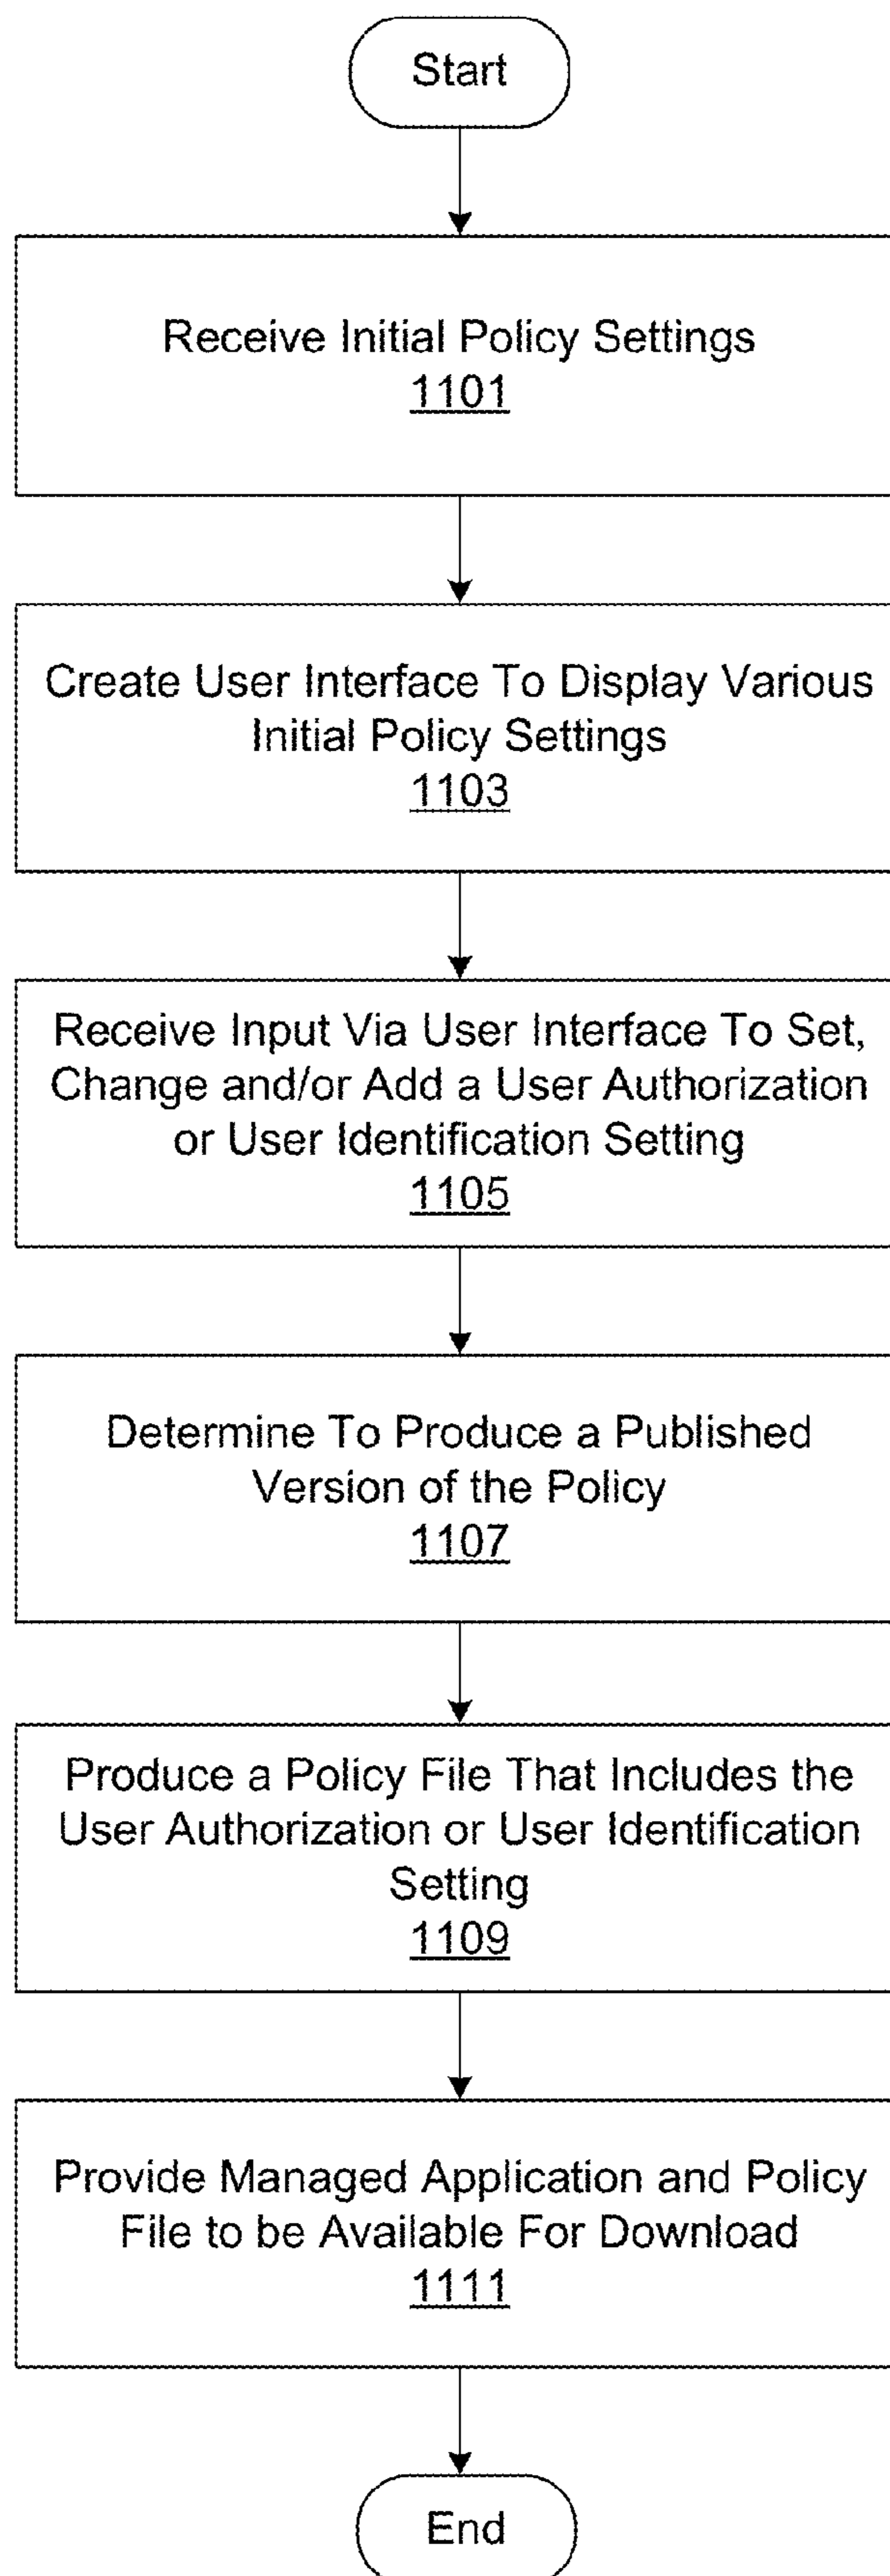 Start
Receive Initial Policy Settings
1101
Create User Interface To Display Various
Initial Policy Settings
1103
Receive Input Via User Interface To Set,
Change and/or Add a User Authorization
or User Identification Setting
1105
Determine To Produce a Published
Version of the Policy
1107
Produce a Policy File That Includes the
User Authorization or User Identification
Setting
1109
Provide Managed Application and Policy
File to be Available For Download
1111
End